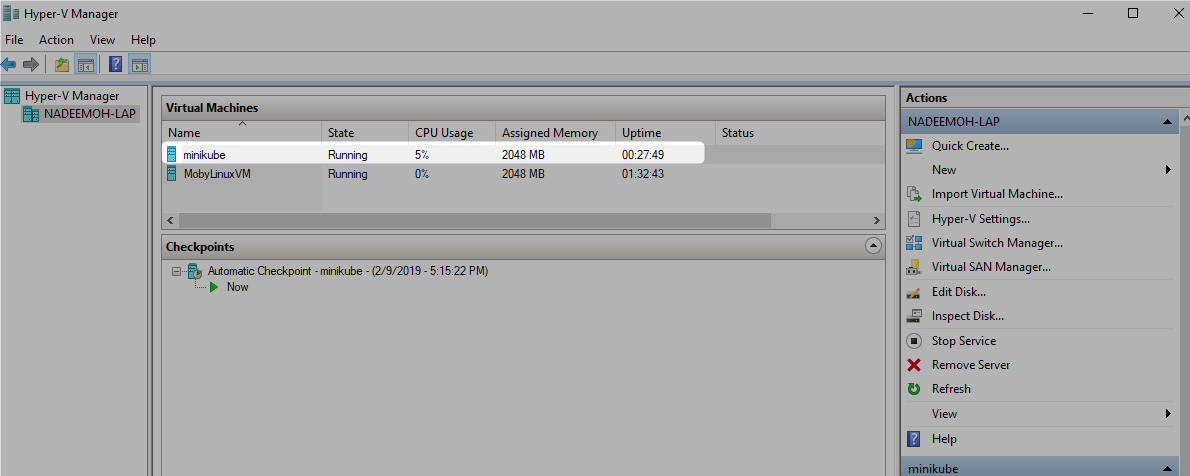 Hyper-V Manager
File Action View Help
Hyper-V Manager
NADEEMOH-LAP
Virtual Machines
Name State CPU Usage Assigned Memory Uptime Status
minikube Running 5% 2048 MB 00:27:49
MobyLinuxVM Running 0% 2048 MB 01:32:43
Checkpoints
Automatic Checkpoint - minikube - (2/9/2019 - 5:15:22 PM)
Now
Actions
NADEEMOH-LAP
Quick Create...
New
Import Virtual Machine...
Hyper-V Settings...
Virtual Switch Manager...
Virtual SAN Manager...
Edit Disk...
Inspect Disk...
Stop Service
Remove Server
Refresh
View
Help
minikube